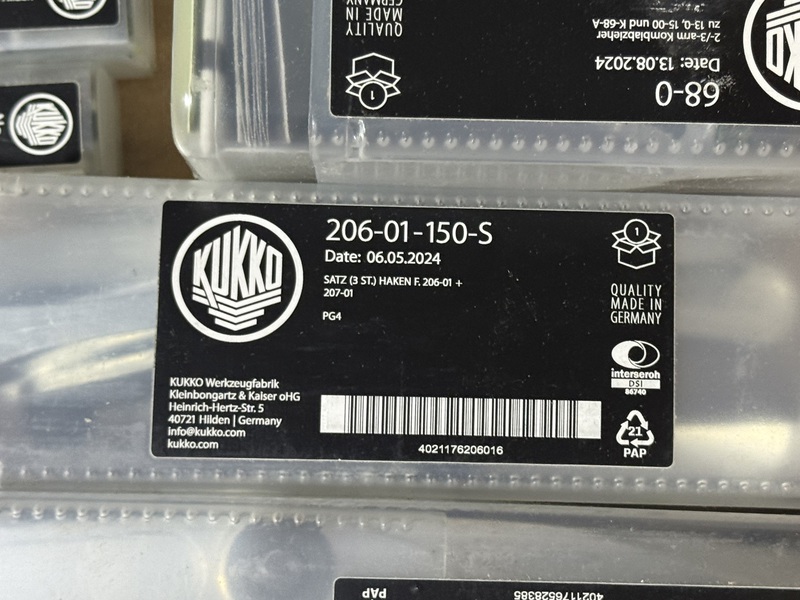 KUKKO
68-0
Date: 13.08.2024
2-/3-arm Kombiabzieher
zu 13-0, 15-00 und K-68-A
1
QUALITY
MADE IN
GERMANY
KUKKO
206-01-150-S
Date: 06.05.2024
SATZ (3 ST.) HAKEN F. 206-01 +
207-01
PG4
KUKKO Werkzeugfabrik
Kleinbongartz & Kaiser oHG
Heinrich-Hertz-Str. 5
40721 Hilden | Germany
info@kukko.com
kukko.com
4021176206016
1
QUALITY
MADE IN
GERMANY
interseroh
DSI
86740
21
PAP
4021176528385
PAP